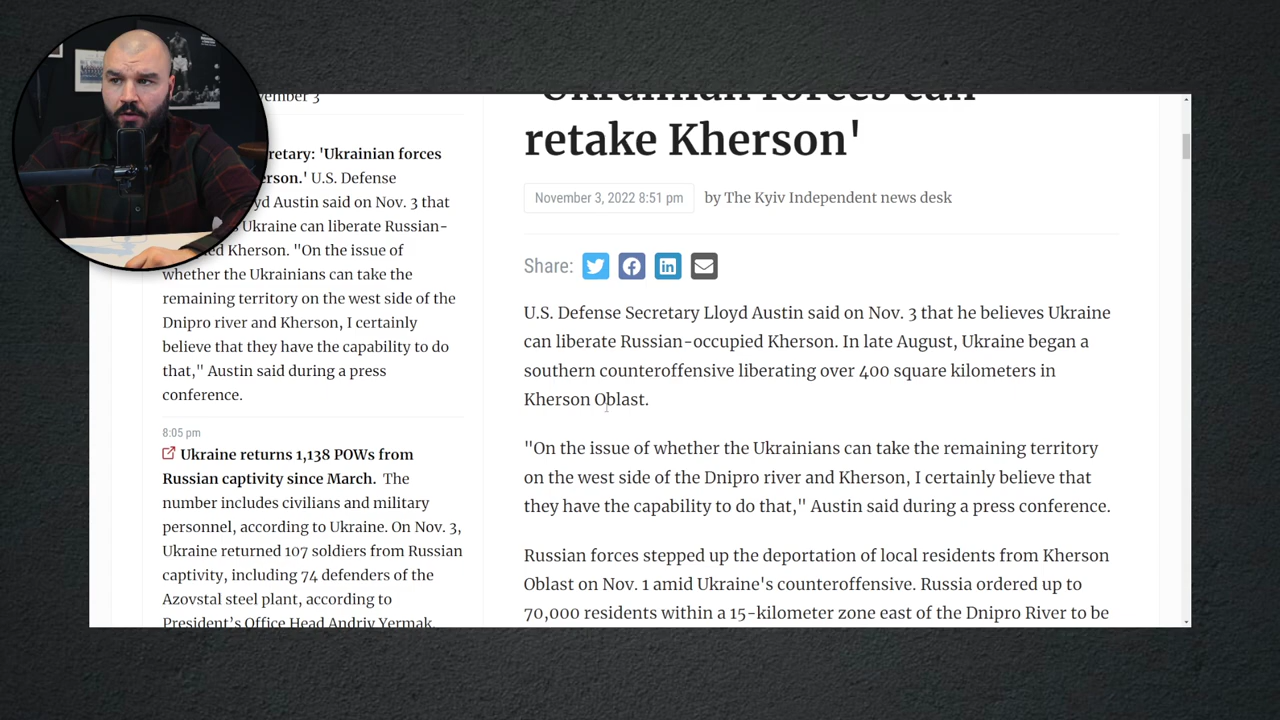 vember 3
retary: 'Ukrainian forces
erson.' U.S. Defense
yd Austin said on Nov. 3 that
s Ukraine can liberate Russian-
ed Kherson. "On the issue of
whether the Ukrainians can take the
remaining territory on the west side of the
Dnipro river and Kherson, I certainly
believe that they have the capability to do
that," Austin said during a press
conference.
8:05 pm
Ukraine returns 1,138 POWs from
Russian captivity since March. The
number includes civilians and military
personnel, according to Ukraine. On Nov. 3,
Ukraine returned 107 soldiers from Russian
captivity, including 74 defenders of the
Azovstal steel plant, according to
President's Office Head Andriy Yermak.
'Ukrainian forces can
retake Kherson'
November 3, 2022 8:51 pm by The Kyiv Independent news desk
Share:
U.S. Defense Secretary Lloyd Austin said on Nov. 3 that he believes Ukraine
can liberate Russian-occupied Kherson. In late August, Ukraine began a
southern counteroffensive liberating over 400 square kilometers in
Kherson Oblast.
"On the issue of whether the Ukrainians can take the remaining territory
on the west side of the Dnipro river and Kherson, I certainly believe that
they have the capability to do that," Austin said during a press conference.
Russian forces stepped up the deportation of local residents from Kherson
Oblast on Nov. 1 amid Ukraine's counteroffensive. Russia ordered up to
70,000 residents within a 15-kilometer zone east of the Dnipro River to be